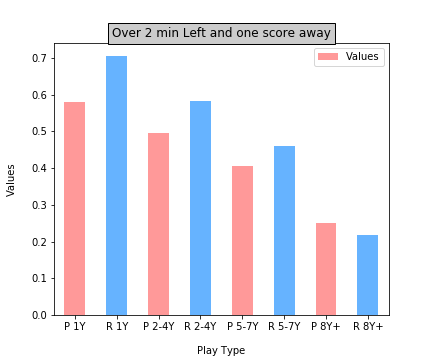 Over 2 min Left and one score away
Values
0.7
0.6
0.5
0.4
0.3
0.2
0.1
0.0
Values
P 1Y R 1Y P 2-4Y R 2-4Y P 5-7Y R 5-7Y P 8Y+ R 8Y+
Play Type